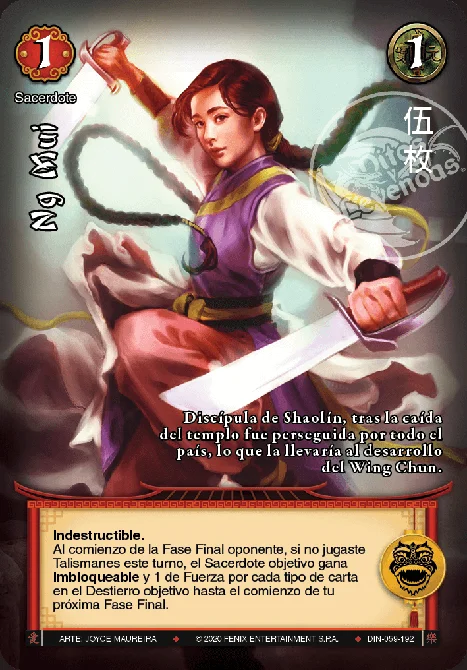 1
1
Sacerdote
Ng Mui
伍枚
Mitos y Leyendas
Discípula de Shaolín, tras la caída
del templo fue perseguida por todo el
país, lo que la llevaría al desarrollo
del Wing Chun.
Indestructible.
Al comienzo de la Fase Final oponente, si no jugaste
Talismanes este turno, el Sacerdote objetivo gana
Imbloqueable y 1 de Fuerza por cada tipo de carta
en el Destierro objetivo hasta el comienzo de tu
próxima Fase Final.
ARTE: JOYCE MAUREIRA
© 2020 FENIX ENTERTAINMENT S.P.A.
DIN-059-192